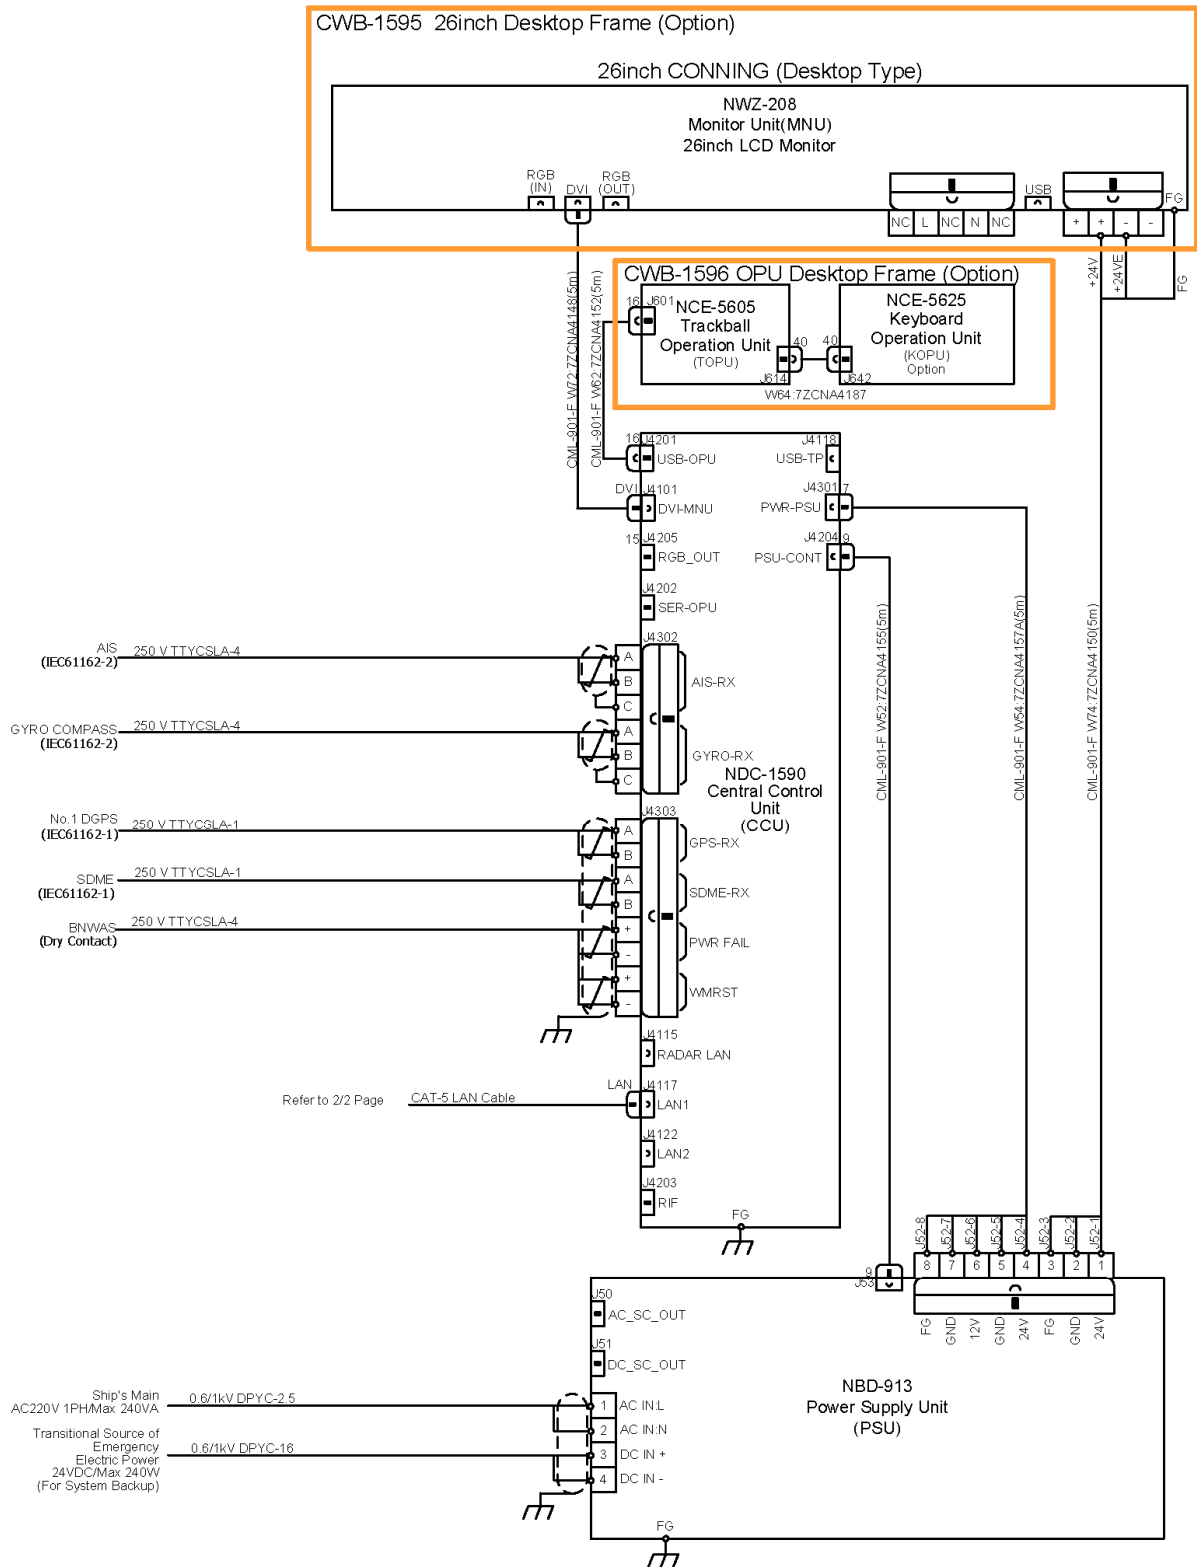 CWB-1595  26inch Desktop Frame (Option)
26inch CONNING (Desktop Type)
NWZ-208
Monitor Unit(MNU)
26inch LCD Monitor
RGB
(IN)
DVI
RGB
(OUT)
USB
FG
NC L NC N NC
+ + - -
+24V
+24VE
FG
CML-901-F W72:7ZCNA4148(5m)
CML-901-F W62:7ZCNA4152(5m)
CWB-1596 OPU Desktop Frame (Option)
16 J601
NCE-5605
Trackball
Operation Unit
(TOPU)
40
J614
NCE-5625
Keyboard
Operation Unit
(KOPU)
Option
40
J642
W64:7ZCNA4187
16 J4201
USB-OPU
J4118
USB-TP
DVI J4101
DVI-MNU
J4301 7
PWR-PSU
15 J4205
RGB_OUT
J4204 9
PSU-CONT
J4202
SER-OPU
CML-901-F W52:7ZCNA4155(5m)
CML-901-F W54:7ZCNA4157A(5m)
CML-901-F W74:7ZCNA4150(5m)
J4302
AIS
(IEC61162-2)
250 V TTYCSLA-4
A
B
C
AIS-RX
GYRO COMPASS
(IEC61162-2)
250 V TTYCSLA-4
A
B
C
GYRO-RX
NDC-1590
Central Control
Unit
(CCU)
J4303
No.1 DGPS
(IEC61162-1)
250 V TTYCSLA-1
A
B
GPS-RX
SDME
(IEC61162-1)
250 V TTYCSLA-1
A
B
SDME-RX
BNWAS
(Dry Contact)
250 V TTYCSLA-4
+
-
PWR FAIL
+
-
WMRST
J4115
RADAR LAN
Refer to 2/2 Page
CAT-5 LAN Cable
LAN J4117
LAN1
J4122
LAN2
J4203
RIF
FG
J52-8 J52-7 J52-6 J52-5 J52-4 J52-3 J52-2 J52-1
8 7 6 5 4 3 2 1
FG GND 12V GND 24V FG GND 24V
9
J53
J50
AC_SC_OUT
J51
DC_SC_OUT
NBD-913
Power Supply Unit
(PSU)
Ship's Main
AC220V 1PH/Max 240VA
0.6/1kV DPYC-2.5
1 AC IN:L
2 AC IN:N
Transitional Source of
Emergency
Electric Power
24VDC/Max 240W
(For System Backup)
0.6/1kV DPYC-16
3 DC IN +
4 DC IN -
FG